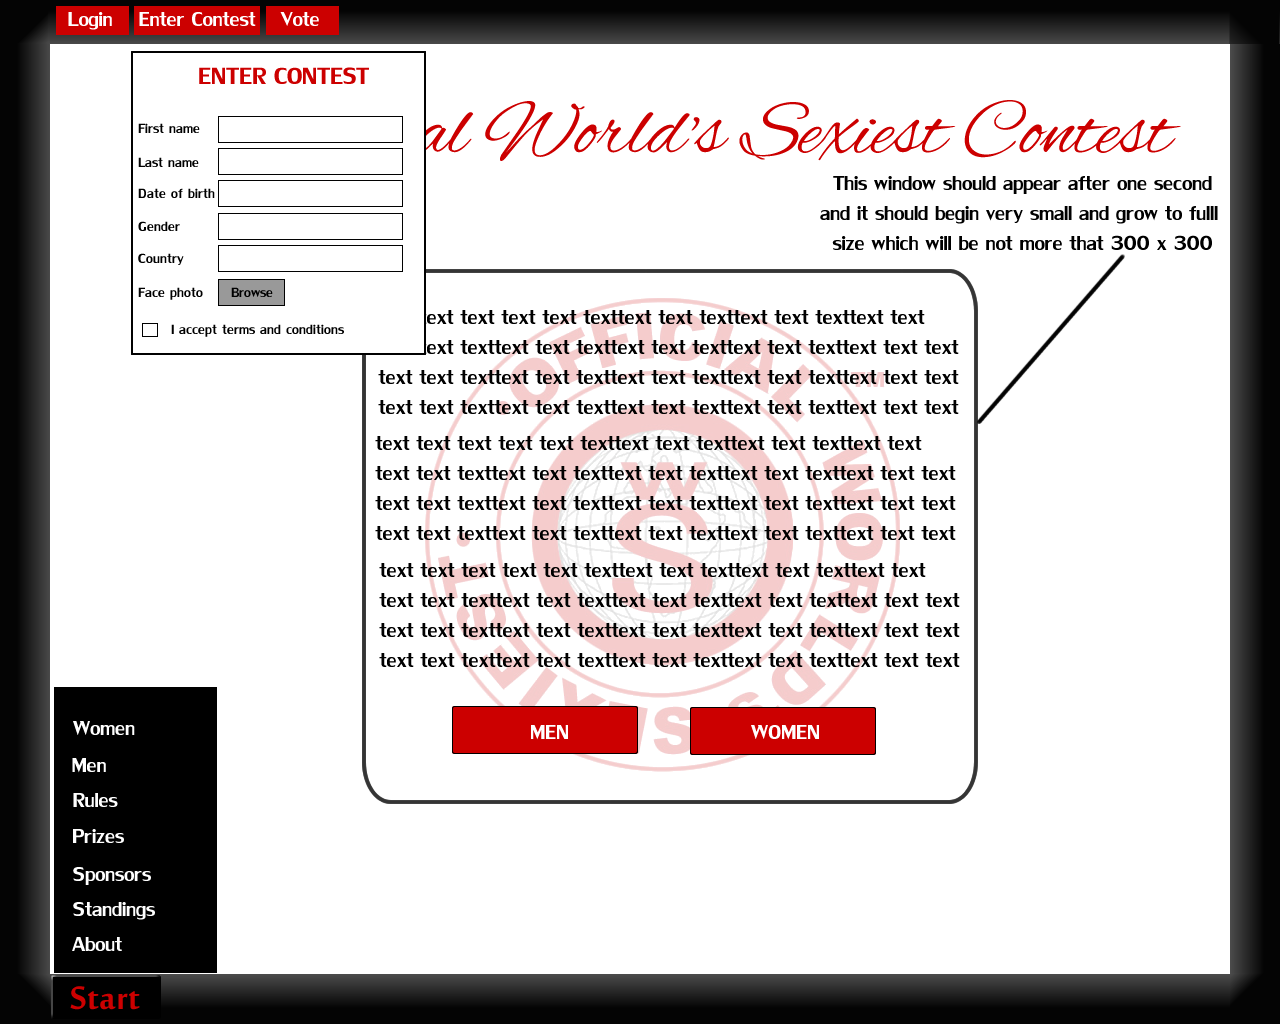 Login Enter Contest Vote
ENTER CONTEST
First name
Last name
Date of birth
Gender
Country
Face photo Browse
I accept terms and conditions
al World's Sexiest Contest
This window should appear after one second
and it should begin very small and grow to fulll
size which will be not more that 300 x 300
ext text text text texttext text texttext text texttext text
ext texttext text texttext text texttext text texttext text text
text text texttext text texttext text texttext text texttext text text
text text texttext text texttext text texttext text texttext text text
text text text text text texttext text texttext text texttext text
text text texttext text texttext text texttext text texttext text text
text text texttext text texttext text texttext text texttext text text
text text texttext text texttext text texttext text texttext text text
text text text text text texttext text texttext text texttext text
text text texttext text texttext text texttext text texttext text text
text text texttext text texttext text texttext text texttext text text
text text texttext text texttext text texttext text texttext text text
·OFFICIAL WORLD'S SEXIEST·
TM
WS
MEN WOMEN
Women
Men
Rules
Prizes
Sponsors
Standings
About
Start